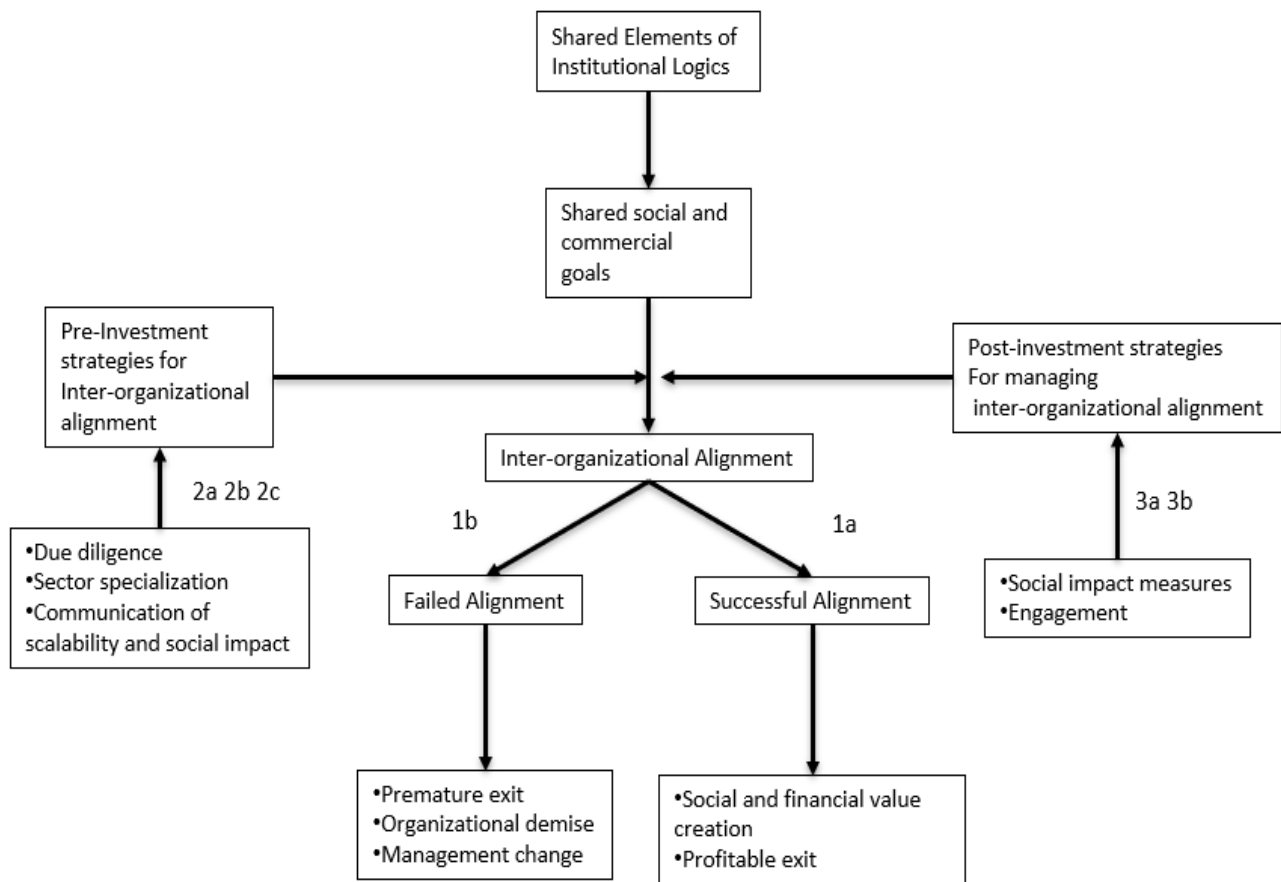 Shared Elements of
Institutional Logics
Shared social and
commercial
goals
Pre-Investment
strategies for
Inter-organizational
alignment
Post-investment strategies
For managing
inter-organizational alignment
Inter-organizational Alignment
2a 2b 2c
1b
1a
3a 3b
•Due diligence
•Sector specialization
•Communication of
scalability and social impact
Failed Alignment
Successful Alignment
•Social impact measures
•Engagement
•Premature exit
•Organizational demise
•Management change
•Social and financial value
creation
•Profitable exit